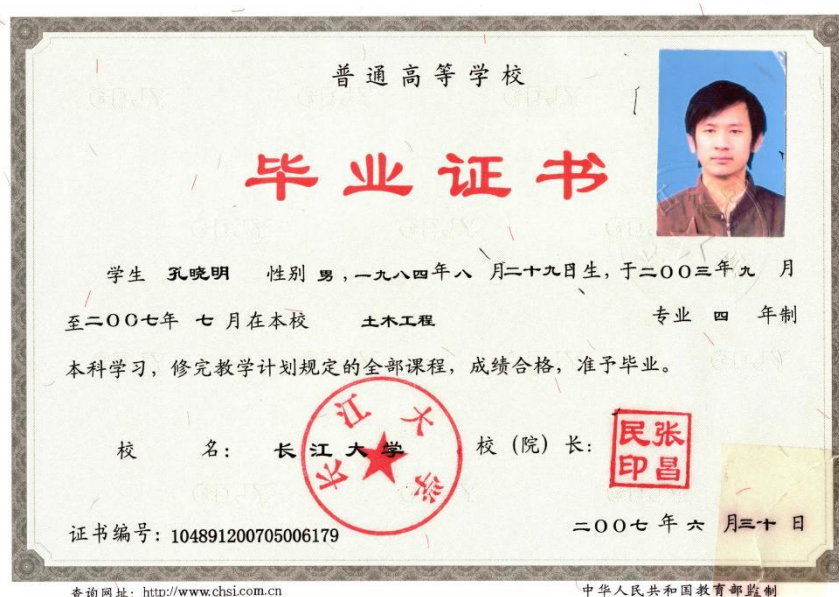 普通高等学校
毕业证书
学生 孔晓明 性别 男，一九八四年八 月二十九日生，于二〇〇三年九 月
至二〇〇七年 七 月在本校 土木工程 专业 四 年制
本科学习，修完教学计划规定的全部课程，成绩合格，准予毕业。
校 名： 长江大学 校（院）长：
长江大学
张昌民印
证书编号：104891200705006179
二〇〇七 年 六 月三十 日
查询网址：http://www.chsi.com.cn
中华人民共和国教育部监制